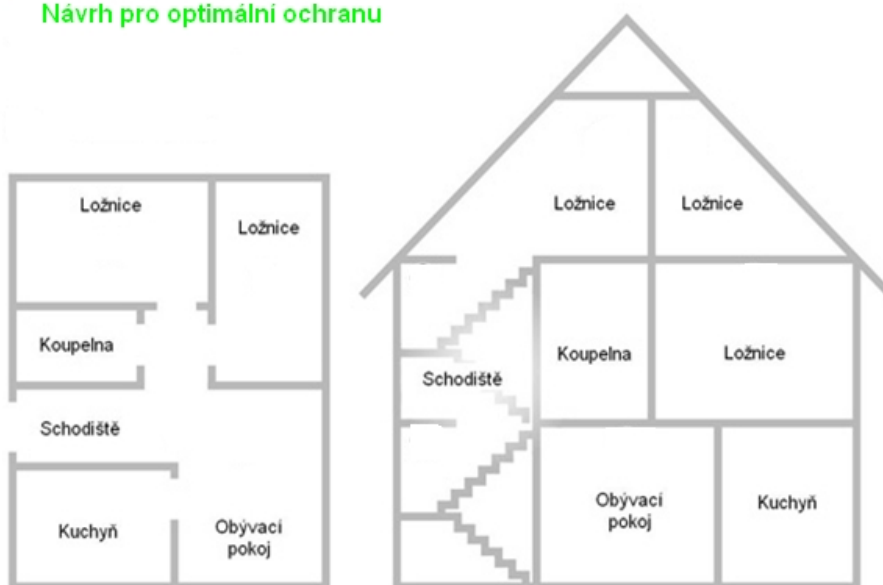 Návrh pro optimální ochranu
Ložnice
Ložnice
Koupelna
Schodiště
Kuchyň
Obývací
pokoj
Ložnice
Ložnice
Koupelna
Ložnice
Schodiště
Obývací
pokoj
Kuchyň